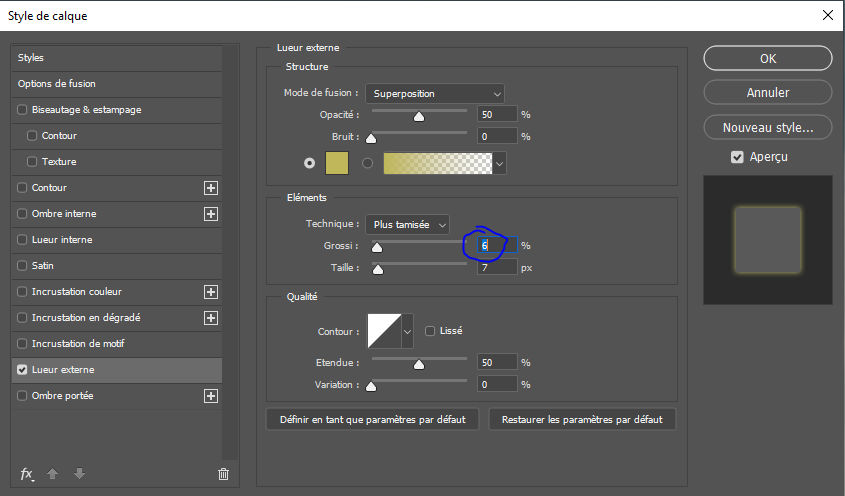 Style de calque
Styles
Options de fusion
Biseautage & estampage
Contour
Texture
Contour
Ombre interne
Lueur interne
Satin
Incrustation couleur
Incrustation en dégradé
Incrustation de motif
Lueur externe
Ombre portée
fx
Lueur externe
Structure
Mode de fusion : Superposition
Opacité : 50 %
Bruit : 0 %
Eléments
Technique : Plus tamisée
Grossi : 6 %
Taille : 7 px
Qualité
Contour : Lissé
Etendue : 50 %
Variation : 0 %
Définir en tant que paramètres par défaut
Restaurer les paramètres par défaut
OK
Annuler
Nouveau style...
Aperçu